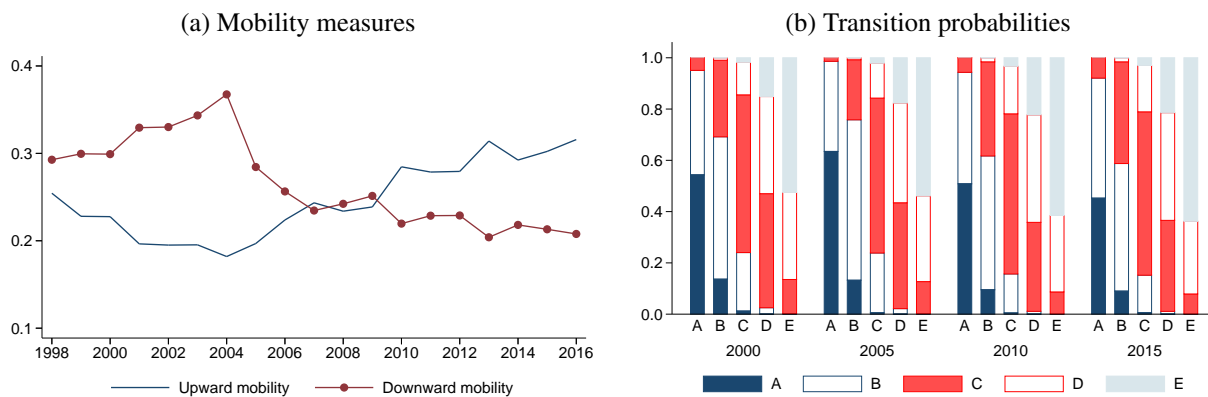 (a) Mobility measures
0.4
0.3
0.2
0.1
1998 2000 2002 2004 2006 2008 2010 2012 2014 2016
Upward mobility Downward mobility
(b) Transition probabilities
1.0
0.8
0.6
0.4
0.2
0.0
A B C D E A B C D E A B C D E A B C D E
2000 2005 2010 2015
A B C D E